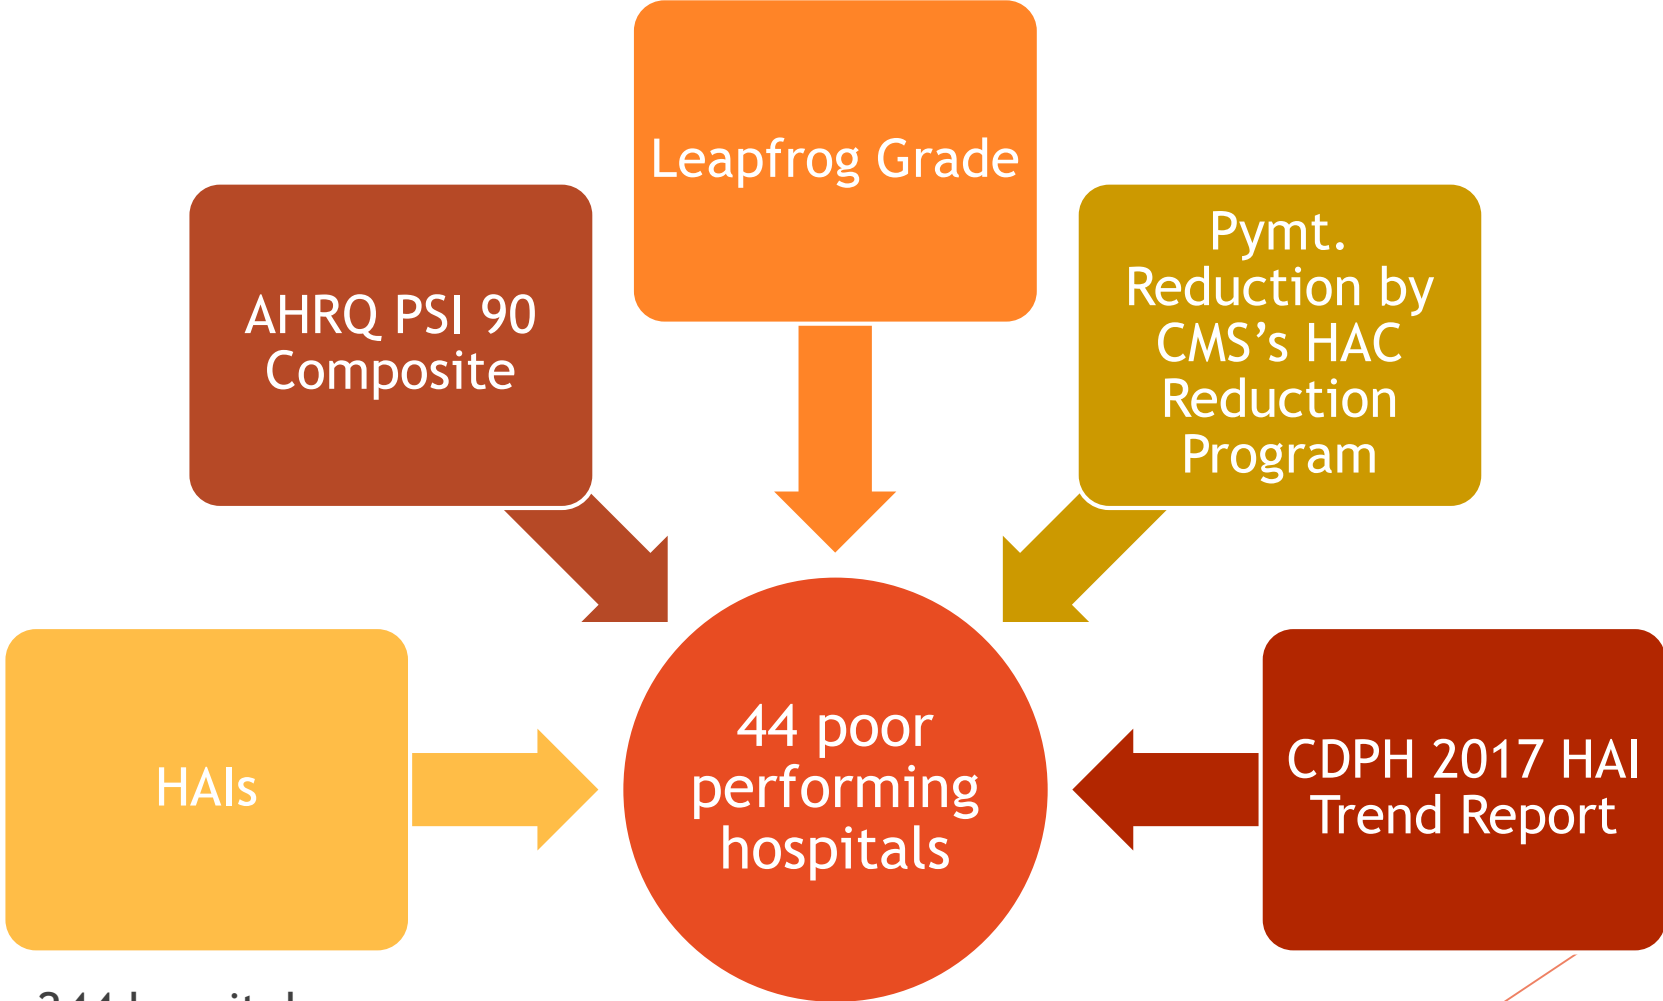 Leapfrog Grade
AHRQ PSI 90
Composite
Pymt.
Reduction by
CMS’s HAC
Reduction
Program
HAIs
44 poor
performing
hospitals
CDPH 2017 HAI
Trend Report